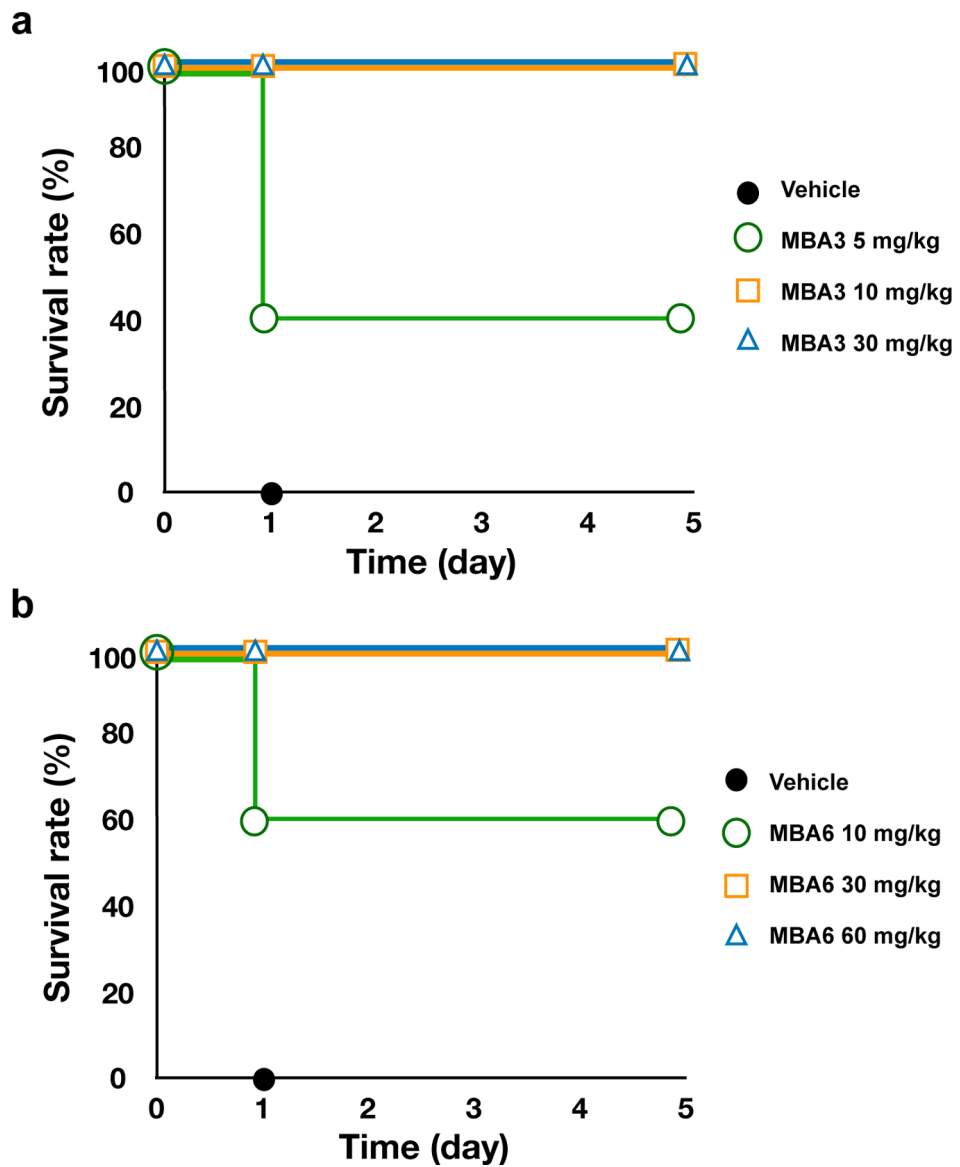 a
100
80
60
40
20
0
Survival rate (%)
0 1 2 3 4 5
Time (day)
Vehicle
MBA3 5 mg/kg
MBA3 10 mg/kg
MBA3 30 mg/kg
b
100
80
60
40
20
0
Survival rate (%)
0 1 2 3 4 5
Time (day)
Vehicle
MBA6 10 mg/kg
MBA6 30 mg/kg
MBA6 60 mg/kg